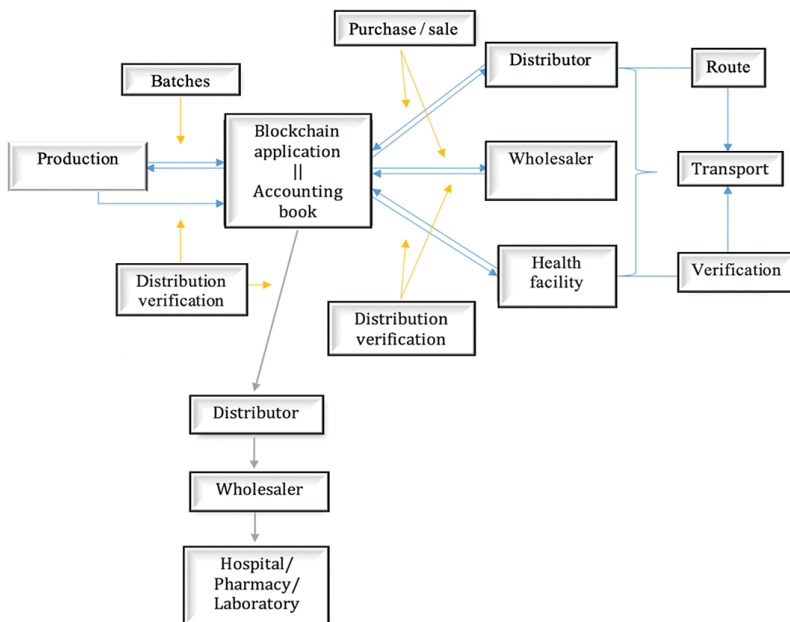 Purchase / sale
Distributor
Route
Batches
Blockchain
application
||
Accounting
book
Production
Wholesaler
Transport
Distribution
verification
Health
facility
Verification
Distribution
verification
Distributor
Wholesaler
Hospital/
Pharmacy/
Laboratory